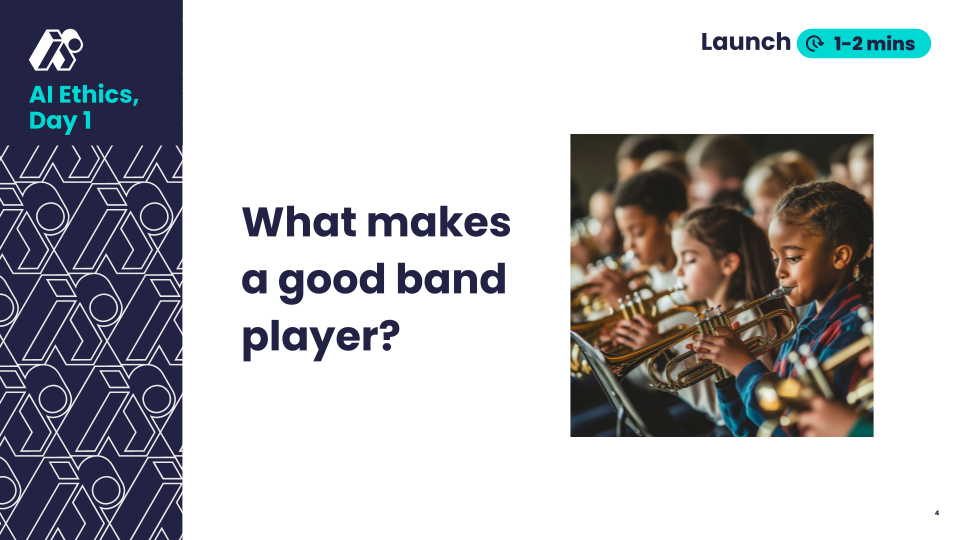 AI Ethics,
Day 1
Launch
1-2 mins
What makes
a good band
player?
4